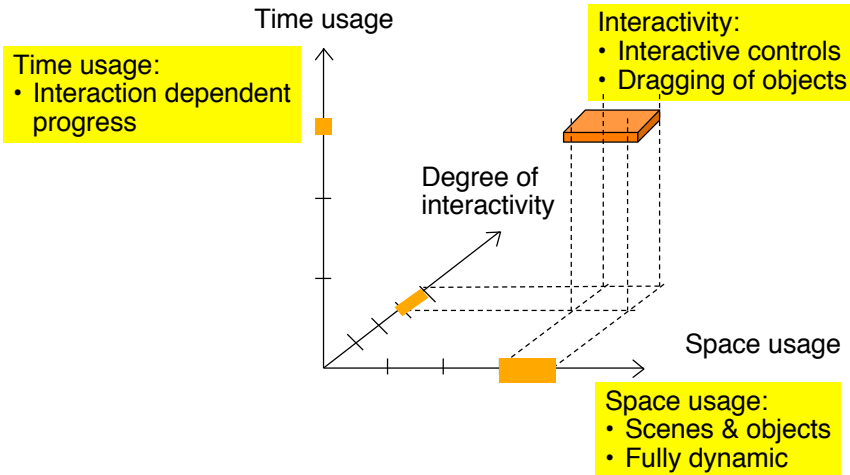 Time usage
Interactivity:
• Interactive controls
• Dragging of objects
Time usage:
• Interaction dependent
progress
Degree of
interactivity
Space usage
Space usage:
• Scenes & objects
• Fully dynamic